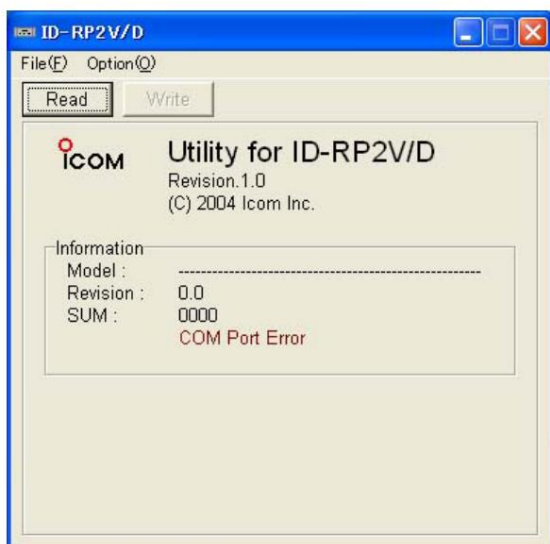 ID-RP2V/D
File(F) Option(O)
Read Write
ICOM
Utility for ID-RP2V/D
Revision.1.0
(C) 2004 Icom Inc.
Information
Model : -------------------------------------------------------
Revision : 0.0
SUM : 0000
COM Port Error